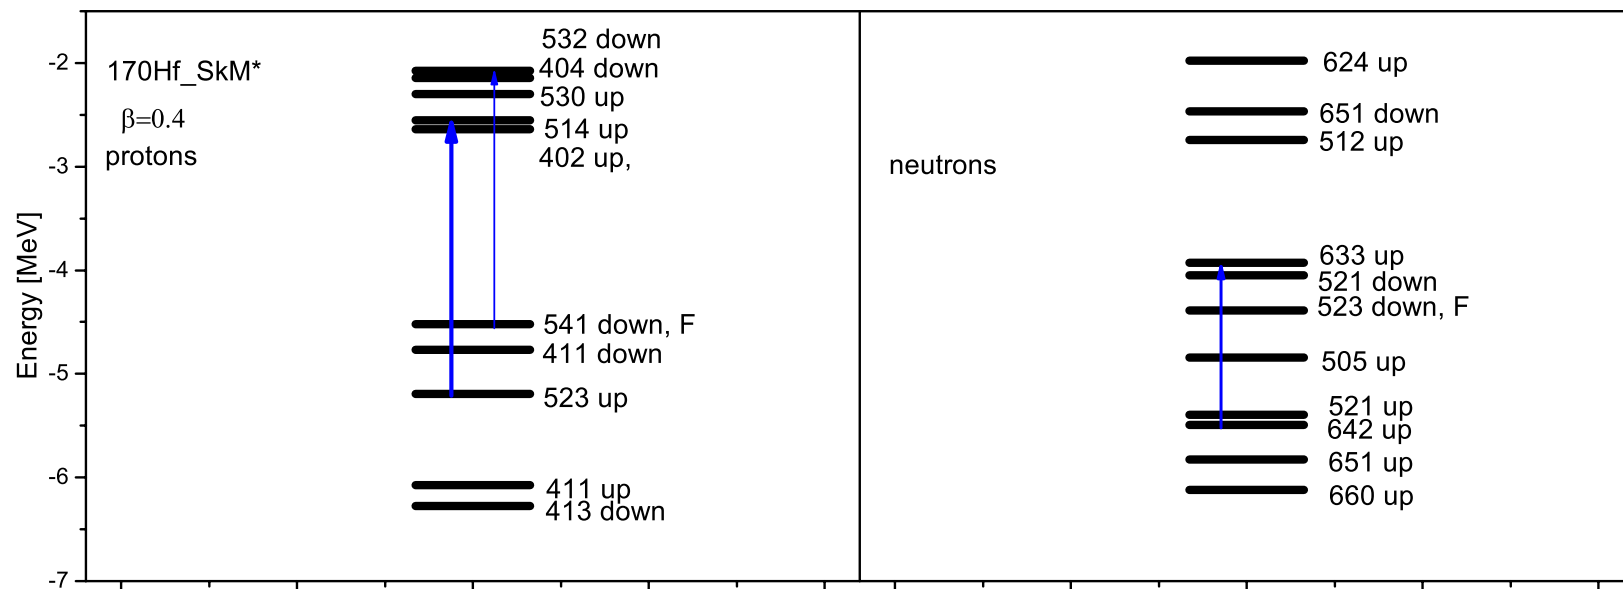 170Hf_SkM*
β=0.4
protons
Energy [MeV]
-2
-3
-4
-5
-6
-7
532 down
404 down
530 up
514 up
402 up,
541 down, F
411 down
523 up
411 up
413 down
neutrons
624 up
651 down
512 up
633 up
521 down
523 down, F
505 up
521 up
642 up
651 up
660 up